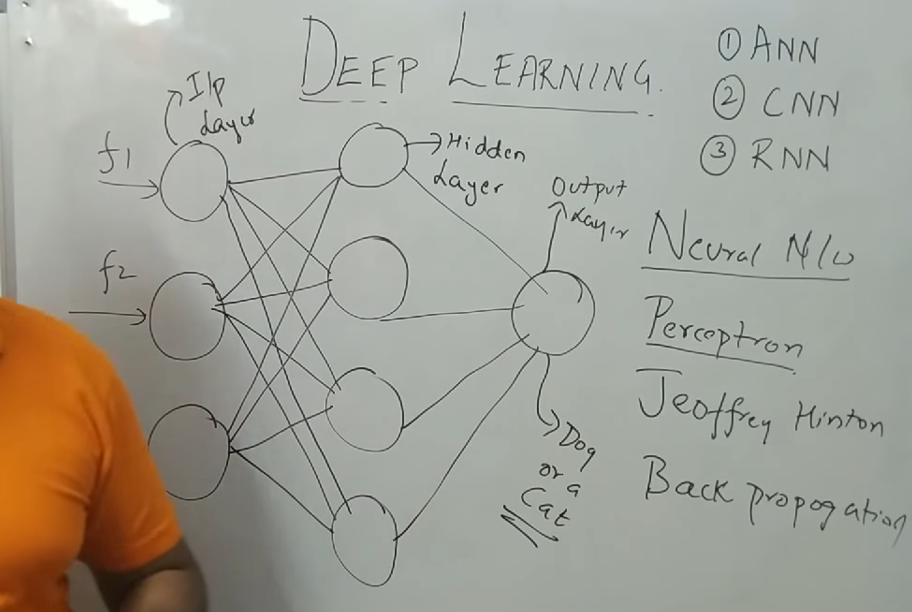 DEEP LEARNING.
① ANN
② CNN
③ RNN
I/p
Layer
f1
f2
Hidden
Layer
Output
Layer
Dog
or a
Cat
Neural N/w
Perceptron
Jeoffrey Hinton
Back propogation